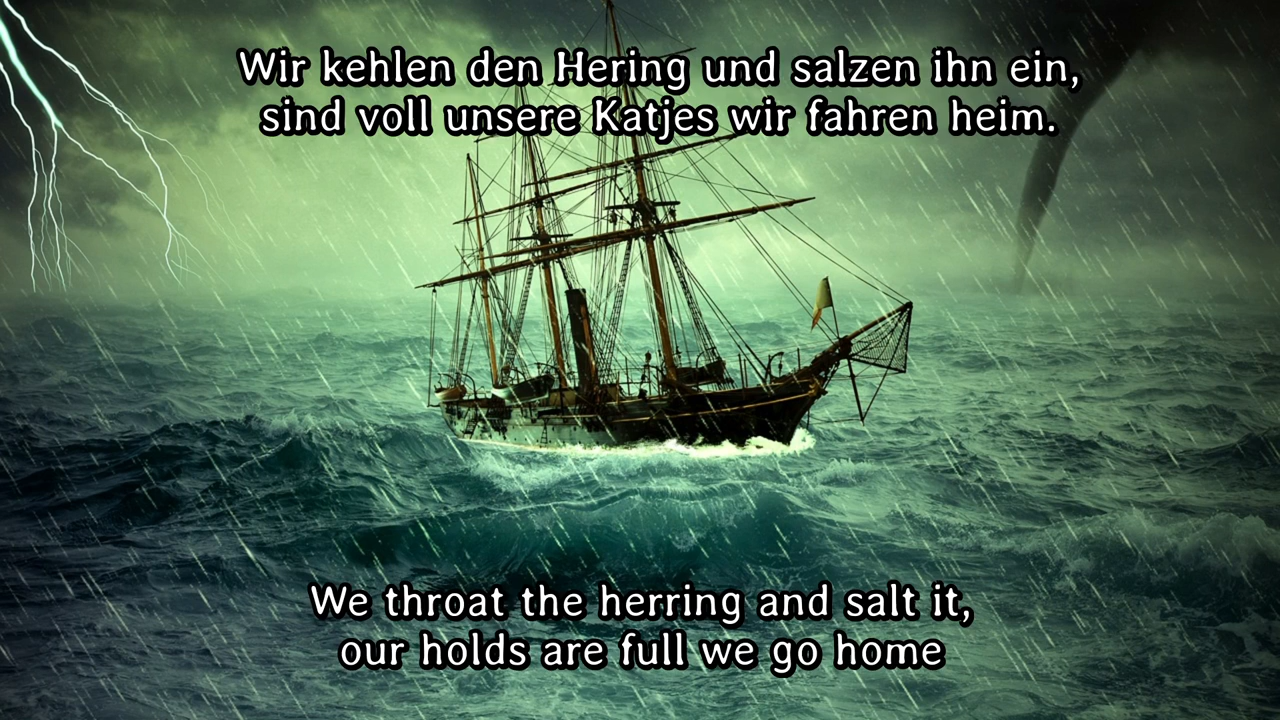 Wir kehlen den Hering und salzen ihn ein,
sind voll unsere Katjes wir fahren heim.
We throat the herring and salt it,
our holds are full we go home